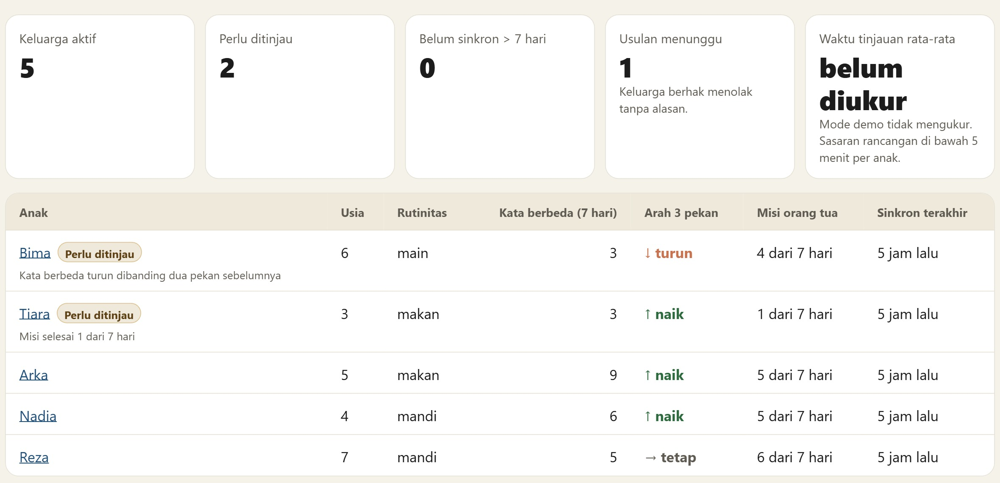 Keluarga aktif
5
Perlu ditinjau
2
Belum sinkron > 7 hari
0
Usulan menunggu
1
Keluarga berhak menolak
tanpa alasan.
Waktu tinjauan rata-rata
belum
diukur
Mode demo tidak mengukur.
Sasaran rancangan di bawah 5
menit per anak.
Anak Usia Rutinitas Kata berbeda (7 hari) Arah 3 pekan Misi orang tua Sinkron terakhir
Bima Perlu ditinjau 6 main 3 ↓ turun 4 dari 7 hari 5 jam lalu
Kata berbeda turun dibanding dua pekan sebelumnya
Tiara Perlu ditinjau 3 makan 3 ↑ naik 1 dari 7 hari 5 jam lalu
Misi selesai 1 dari 7 hari
Arka 5 makan 9 ↑ naik 5 dari 7 hari 5 jam lalu
Nadia 4 mandi 6 ↑ naik 5 dari 7 hari 5 jam lalu
Reza 7 mandi 5 → tetap 6 dari 7 hari 5 jam lalu